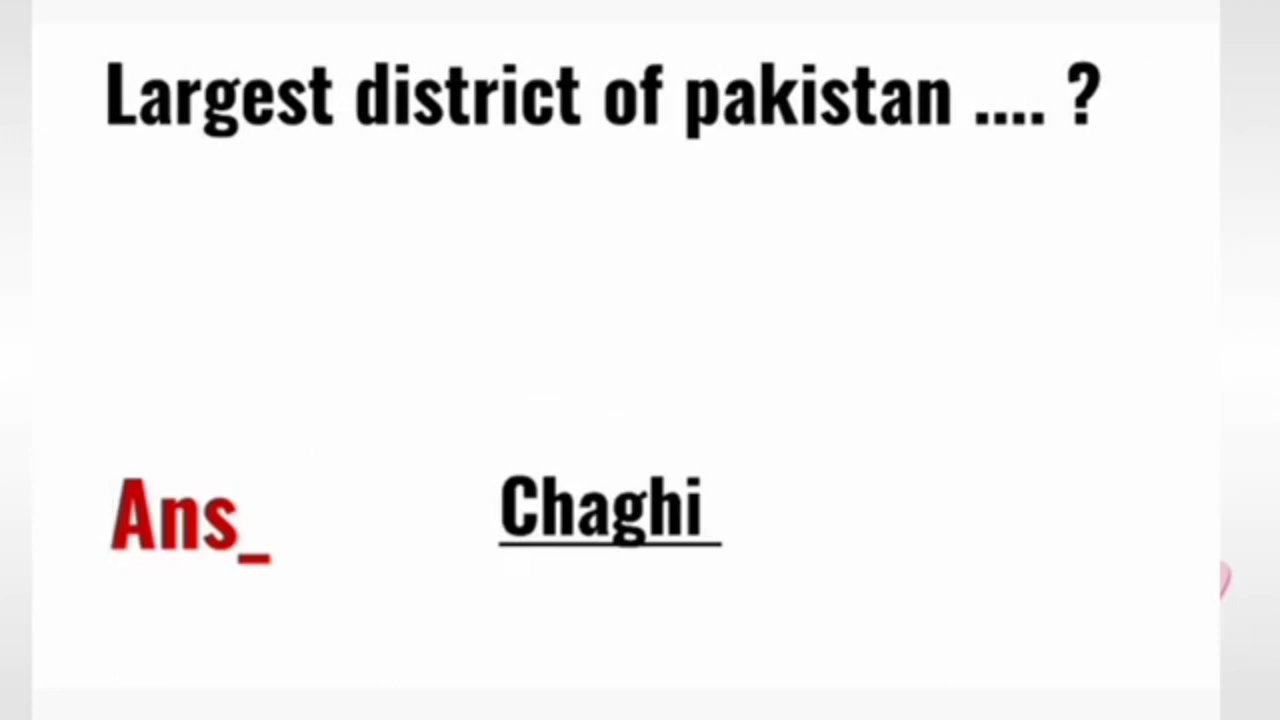 Largest district of pakistan .... ?
Ans_ Chaghi